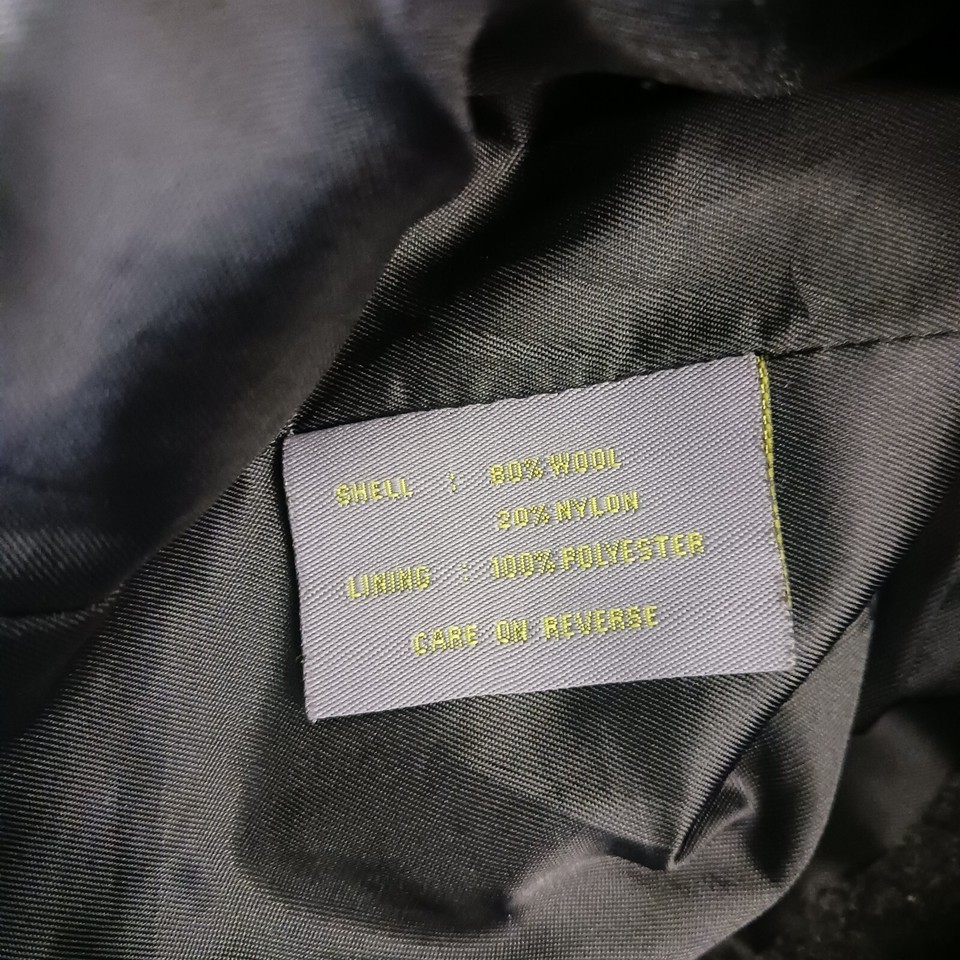 SHELL : 80% WOOL
20% NYLON
LINING : 100% POLYESTER
CARE ON REVERSE